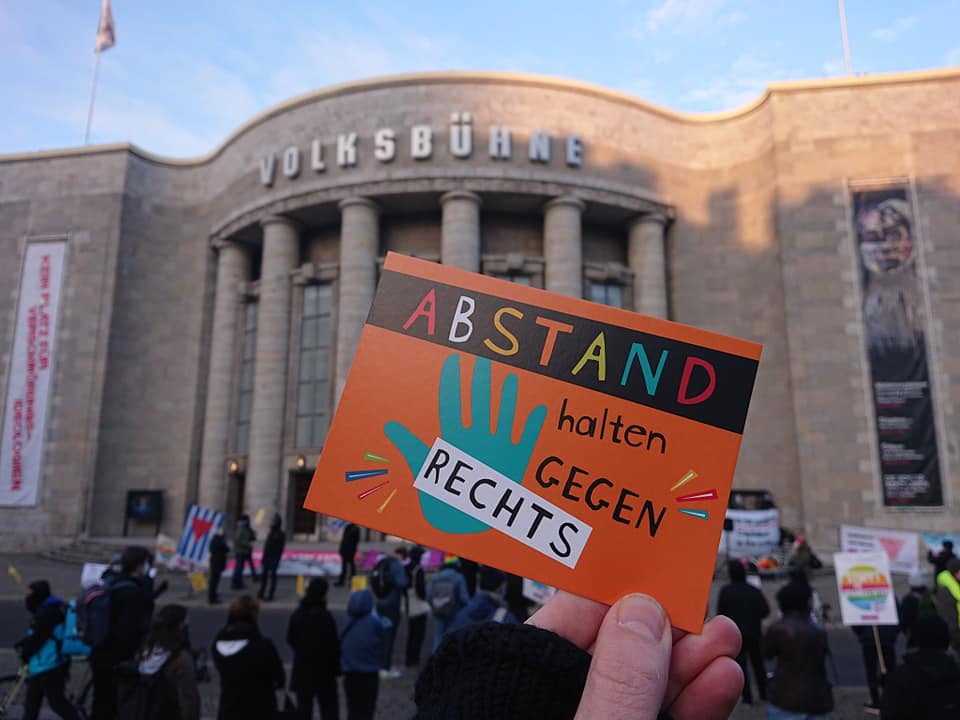 VOLKSBÜHNE
KEIN PLATZ FÜR
VERSCHWÖRUNGS-
IDEOLOGIEN
ABSTAND
halten
GEGEN
RECHTS